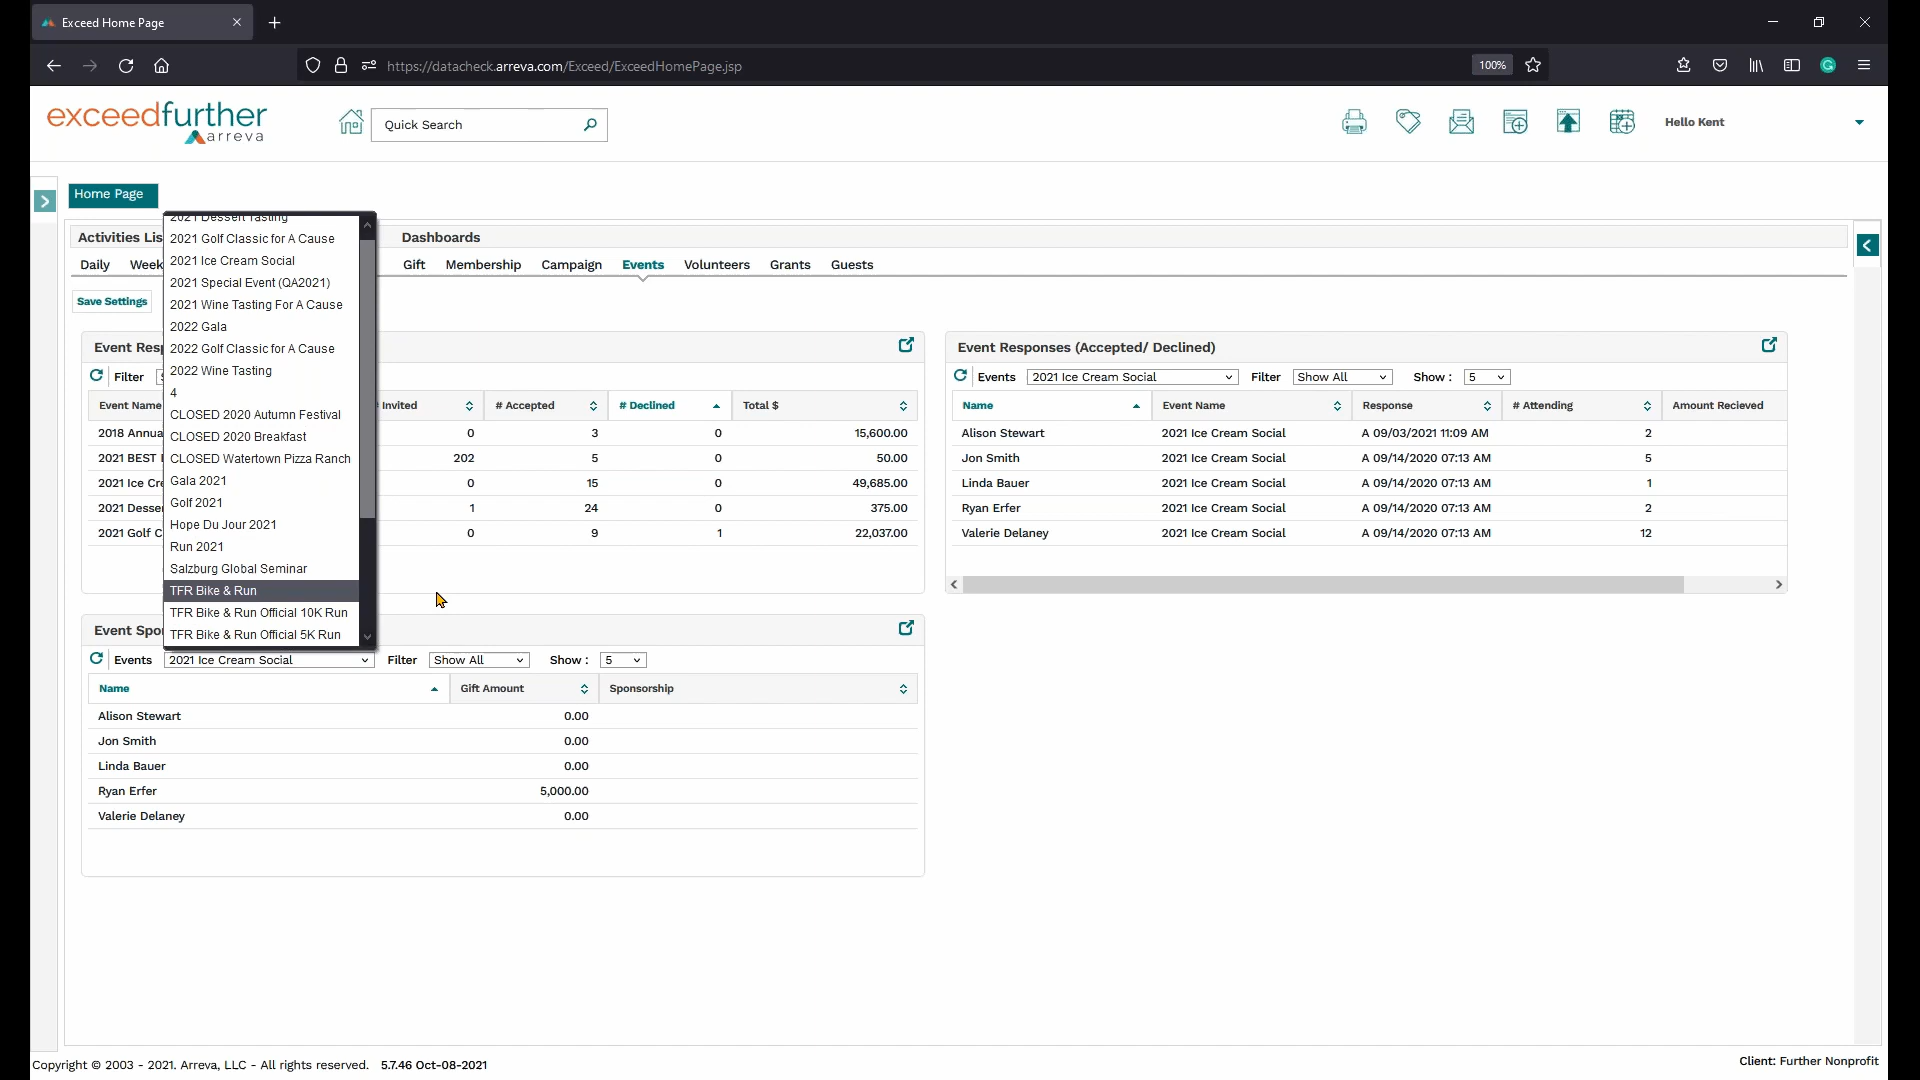 Exceed Home Page
https://datacheck.arreva.com/Exceed/ExceedHomePage.jsp
100%
exceedfurther
arreva
Quick Search
Hello Kent
Home Page
Activities Lis
Dashboards
Daily Week
Gift Membership Campaign Events Volunteers Grants Guests
Save Settings
2021 Dessert Tasting
2021 Golf Classic for A Cause
2021 Ice Cream Social
2021 Special Event (QA2021)
2021 Wine Tasting For A Cause
2022 Gala
2022 Golf Classic for A Cause
2022 Wine Tasting
4
CLOSED 2020 Autumn Festival
CLOSED 2020 Breakfast
CLOSED Watertown Pizza Ranch
Gala 2021
Golf 2021
Hope Du Jour 2021
Run 2021
Salzburg Global Seminar
TFR Bike & Run
TFR Bike & Run Official 10K Run
TFR Bike & Run Official 5K Run
Event Resp
Filter
Event Name Invited # Accepted # Declined Total $
2018 Annua 0 3 0 15,600.00
2021 BEST 202 5 0 50.00
2021 Ice Cre 0 15 0 49,685.00
2021 Desse 1 24 0 375.00
2021 Golf C 0 9 1 22,037.00
Event Responses (Accepted/ Declined)
Events 2021 Ice Cream Social Filter Show All Show : 5
Name Event Name Response # Attending Amount Recieved
Alison Stewart 2021 Ice Cream Social A 09/03/2021 11:09 AM 2
Jon Smith 2021 Ice Cream Social A 09/14/2020 07:13 AM 5
Linda Bauer 2021 Ice Cream Social A 09/14/2020 07:13 AM 1
Ryan Erfer 2021 Ice Cream Social A 09/14/2020 07:13 AM 2
Valerie Delaney 2021 Ice Cream Social A 09/14/2020 07:13 AM 12
Event Spo
Events 2021 Ice Cream Social Filter Show All Show : 5
Name Gift Amount Sponsorship
Alison Stewart 0.00
Jon Smith 0.00
Linda Bauer 0.00
Ryan Erfer 5,000.00
Valerie Delaney 0.00
Copyright © 2003 - 2021. Arreva, LLC - All rights reserved. 5.7.46 Oct-08-2021
Client: Further Nonprofit